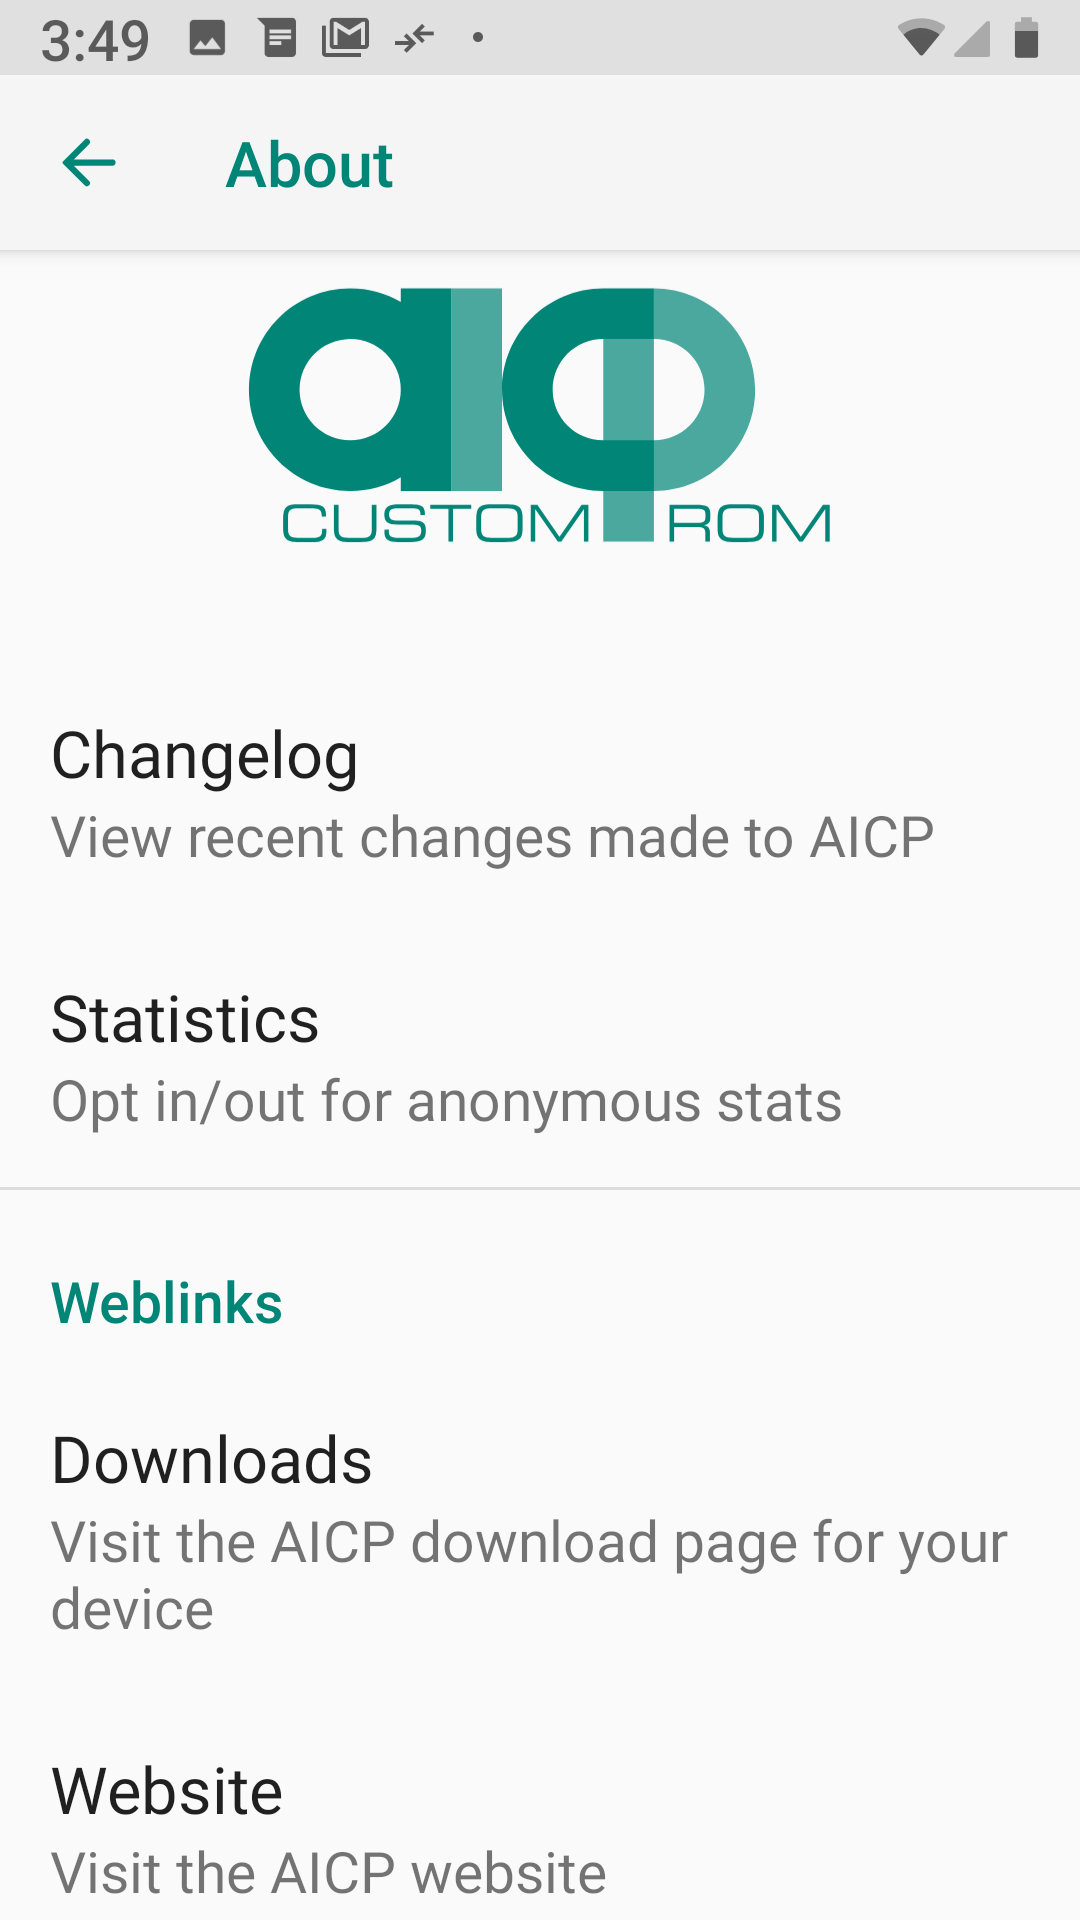 3:49
About
aicp
CUSTOM ROM
Changelog
View recent changes made to AICP
Statistics
Opt in/out for anonymous stats
Weblinks
Downloads
Visit the AICP download page for your
device
Website
Visit the AICP website